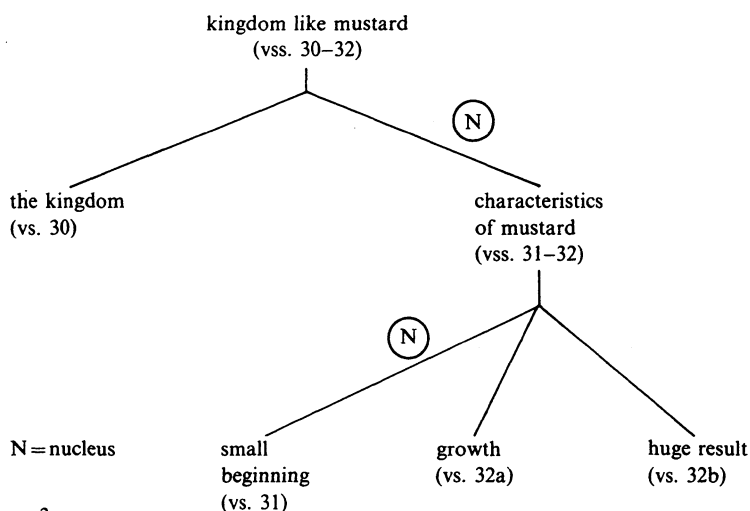 kingdom like mustard
(vss. 30–32)
N
the kingdom
(vs. 30)
characteristics
of mustard
(vss. 31–32)
N
N = nucleus
small
beginning
(vs. 31)
growth
(vs. 32a)
huge result
(vs. 32b)